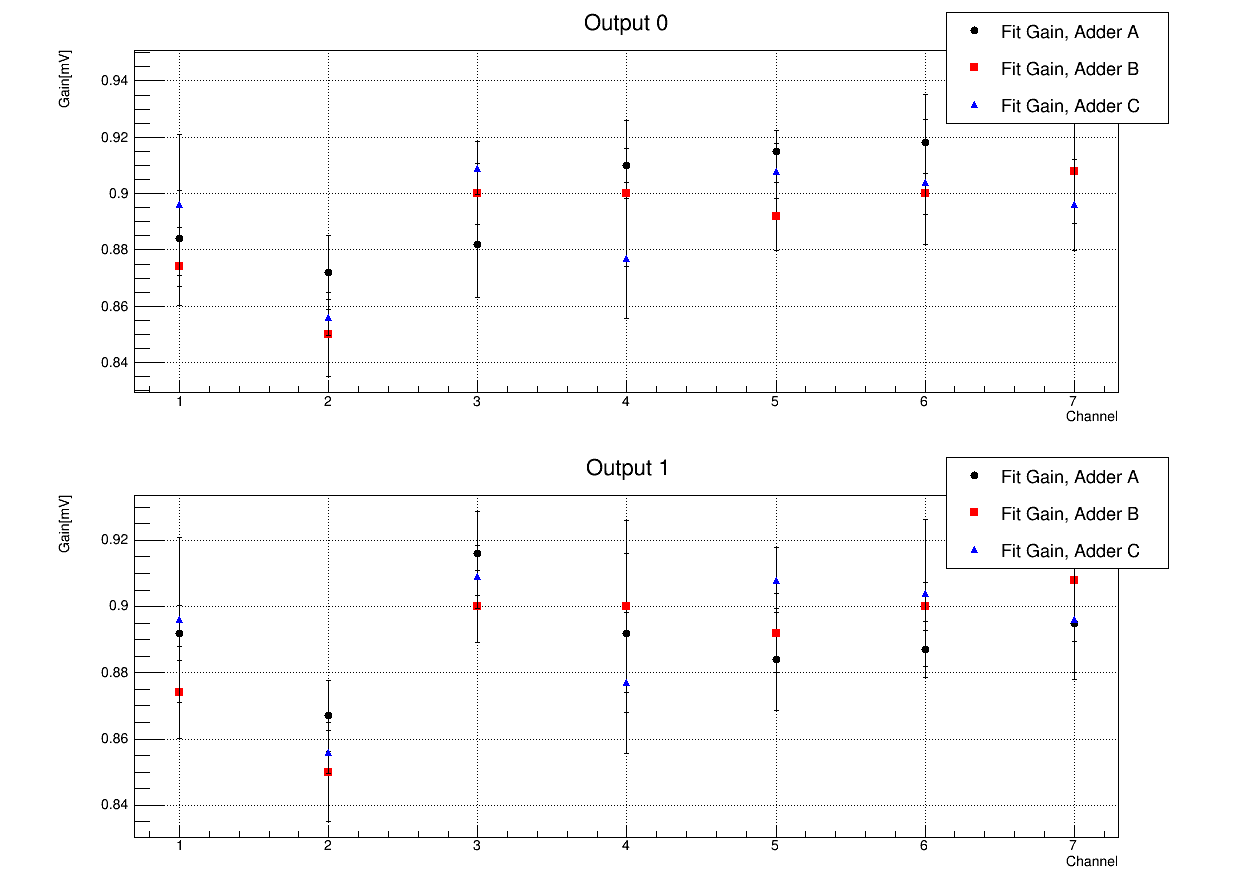 Output 0
Gain[mV]
Fit Gain, Adder A
Fit Gain, Adder B
Fit Gain, Adder C
0.94
0.92
0.9
0.88
0.86
0.84
1 2 3 4 5 6 7
Channel
Output 1
Gain[mV]
Fit Gain, Adder A
Fit Gain, Adder B
Fit Gain, Adder C
0.92
0.9
0.88
0.86
0.84
1 2 3 4 5 6 7
Channel